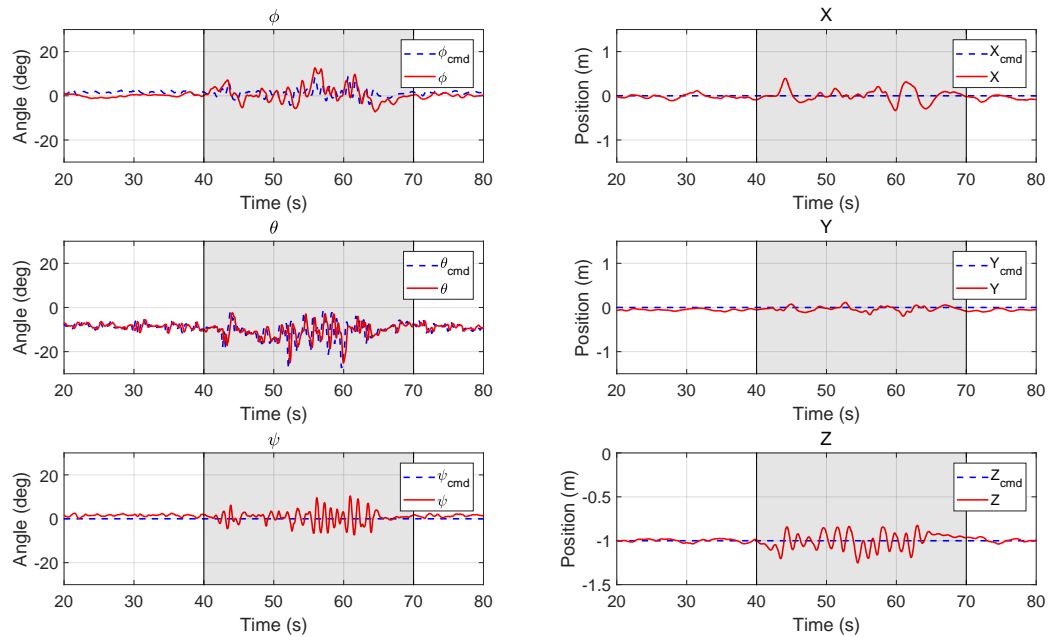 ϕ
20
0
-20
Angle (deg)
ϕcmd
ϕ
20 30 40 50 60 70 80
Time (s)
X
1
0
-1
Position (m)
Xcmd
X
20 30 40 50 60 70 80
Time (s)
θ
20
0
-20
Angle (deg)
θcmd
θ
20 30 40 50 60 70 80
Time (s)
Y
1
0
-1
Position (m)
Ycmd
Y
20 30 40 50 60 70 80
Time (s)
ψ
20
0
-20
Angle (deg)
ψcmd
ψ
20 30 40 50 60 70 80
Time (s)
Z
0
-0.5
-1
-1.5
Position (m)
Zcmd
Z
20 30 40 50 60 70 80
Time (s)